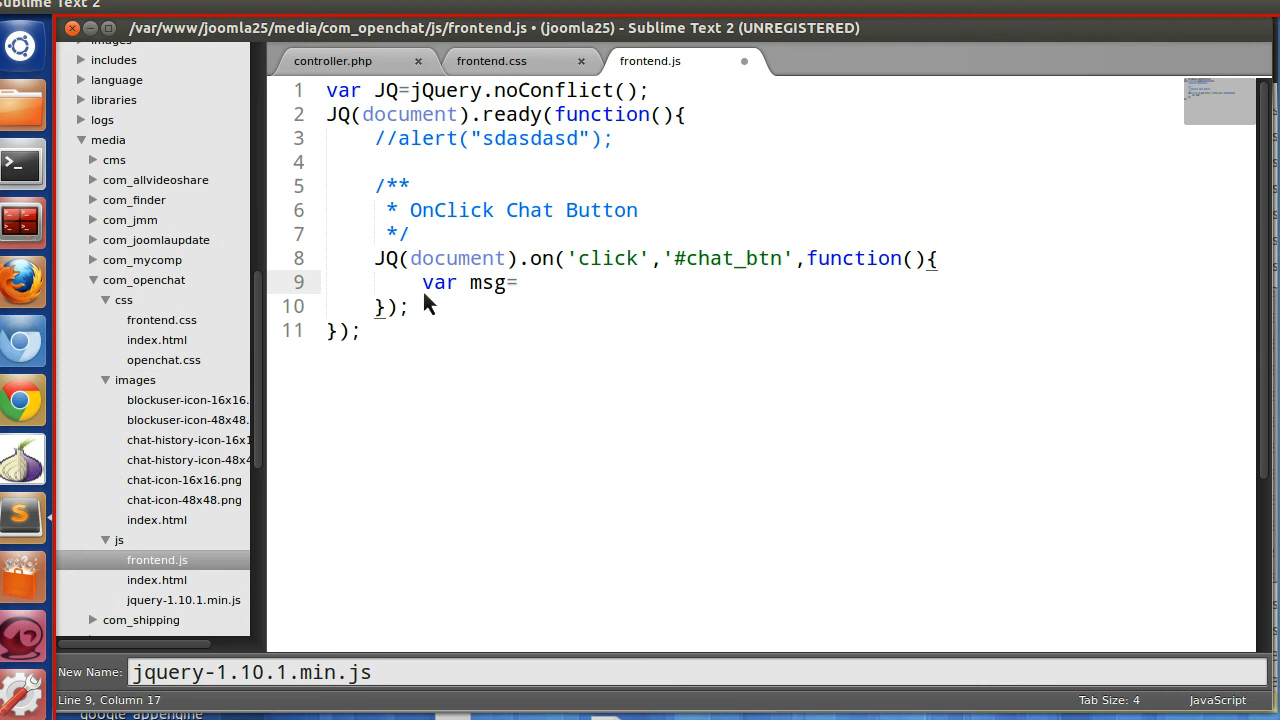 Sublime Text 2
/var/www/joomla25/media/com_openchat/js/frontend.js • (joomla25) - Sublime Text 2 (UNREGISTERED)
images
includes
language
libraries
logs
media
cms
com_allvideoshare
com_finder
com_jmm
com_joomlaupdate
com_mycomp
com_openchat
css
frontend.css
index.html
openchat.css
images
blockuser-icon-16x16.
blockuser-icon-48x48.
chat-history-icon-16x1
chat-history-icon-48x4
chat-icon-16x16.png
chat-icon-48x48.png
index.html
js
frontend.js
index.html
jquery-1.10.1.min.js
com_shipping
controller.php
frontend.css
frontend.js
1 var JQ=jQuery.noConflict();
2 JQ(document).ready(function(){
3 //alert("sdasdasd");
4
5 /**
6 * OnClick Chat Button
7 */
8 JQ(document).on('click','#chat_btn',function(){
9 var msg=
10 });
11 });
New Name: jquery-1.10.1.min.js
Line 9, Column 17
Tab Size: 4
JavaScript
google appengine